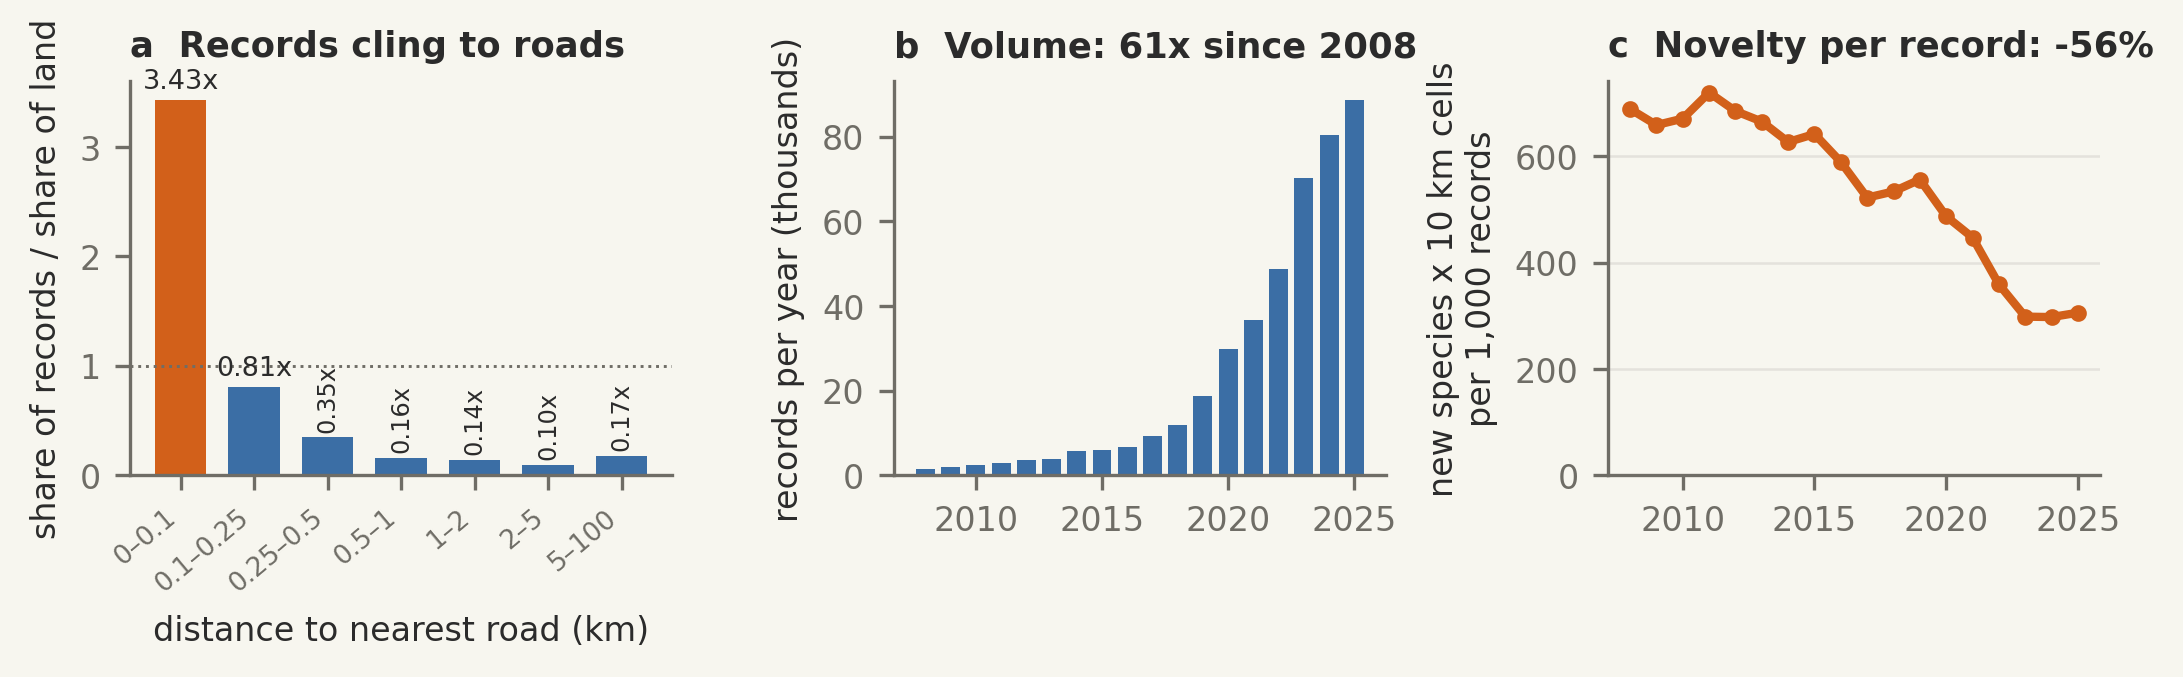 a Records cling to roads
share of records / share of land
3
2
1
0
3.43x
0.81x
0.35x
0.16x
0.14x
0.10x
0.17x
0–0.1
0.1–0.25
0.25–0.5
0.5–1
1–2
2–5
5–100
distance to nearest road (km)
b Volume: 61x since 2008
records per year (thousands)
80
60
40
20
0
2010
2015
2020
2025
c Novelty per record: -56%
new species x 10 km cells
per 1,000 records
600
400
200
0
2010
2015
2020
2025